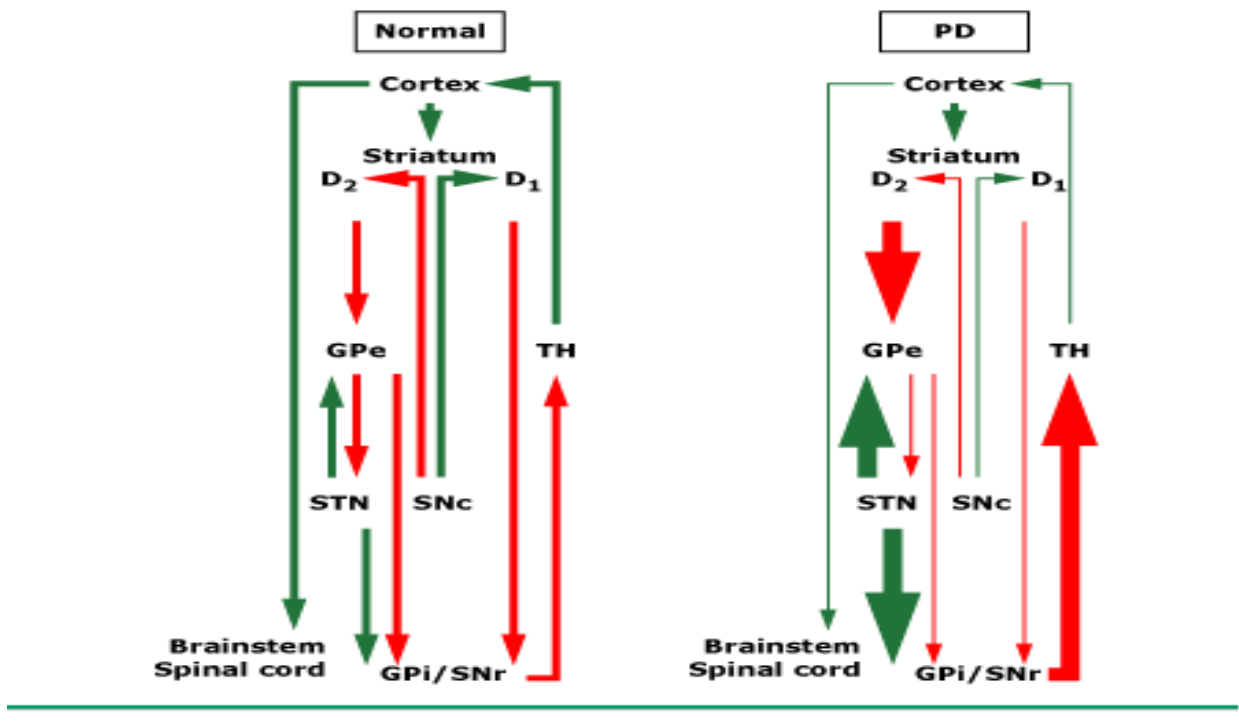 Normal
Cortex
Striatum
D2 D1
GPe TH
STN SNc
Brainstem
Spinal cord
GPi/SNr
PD
Cortex
Striatum
D2 D1
GPe TH
STN SNc
Brainstem
Spinal cord
GPi/SNr